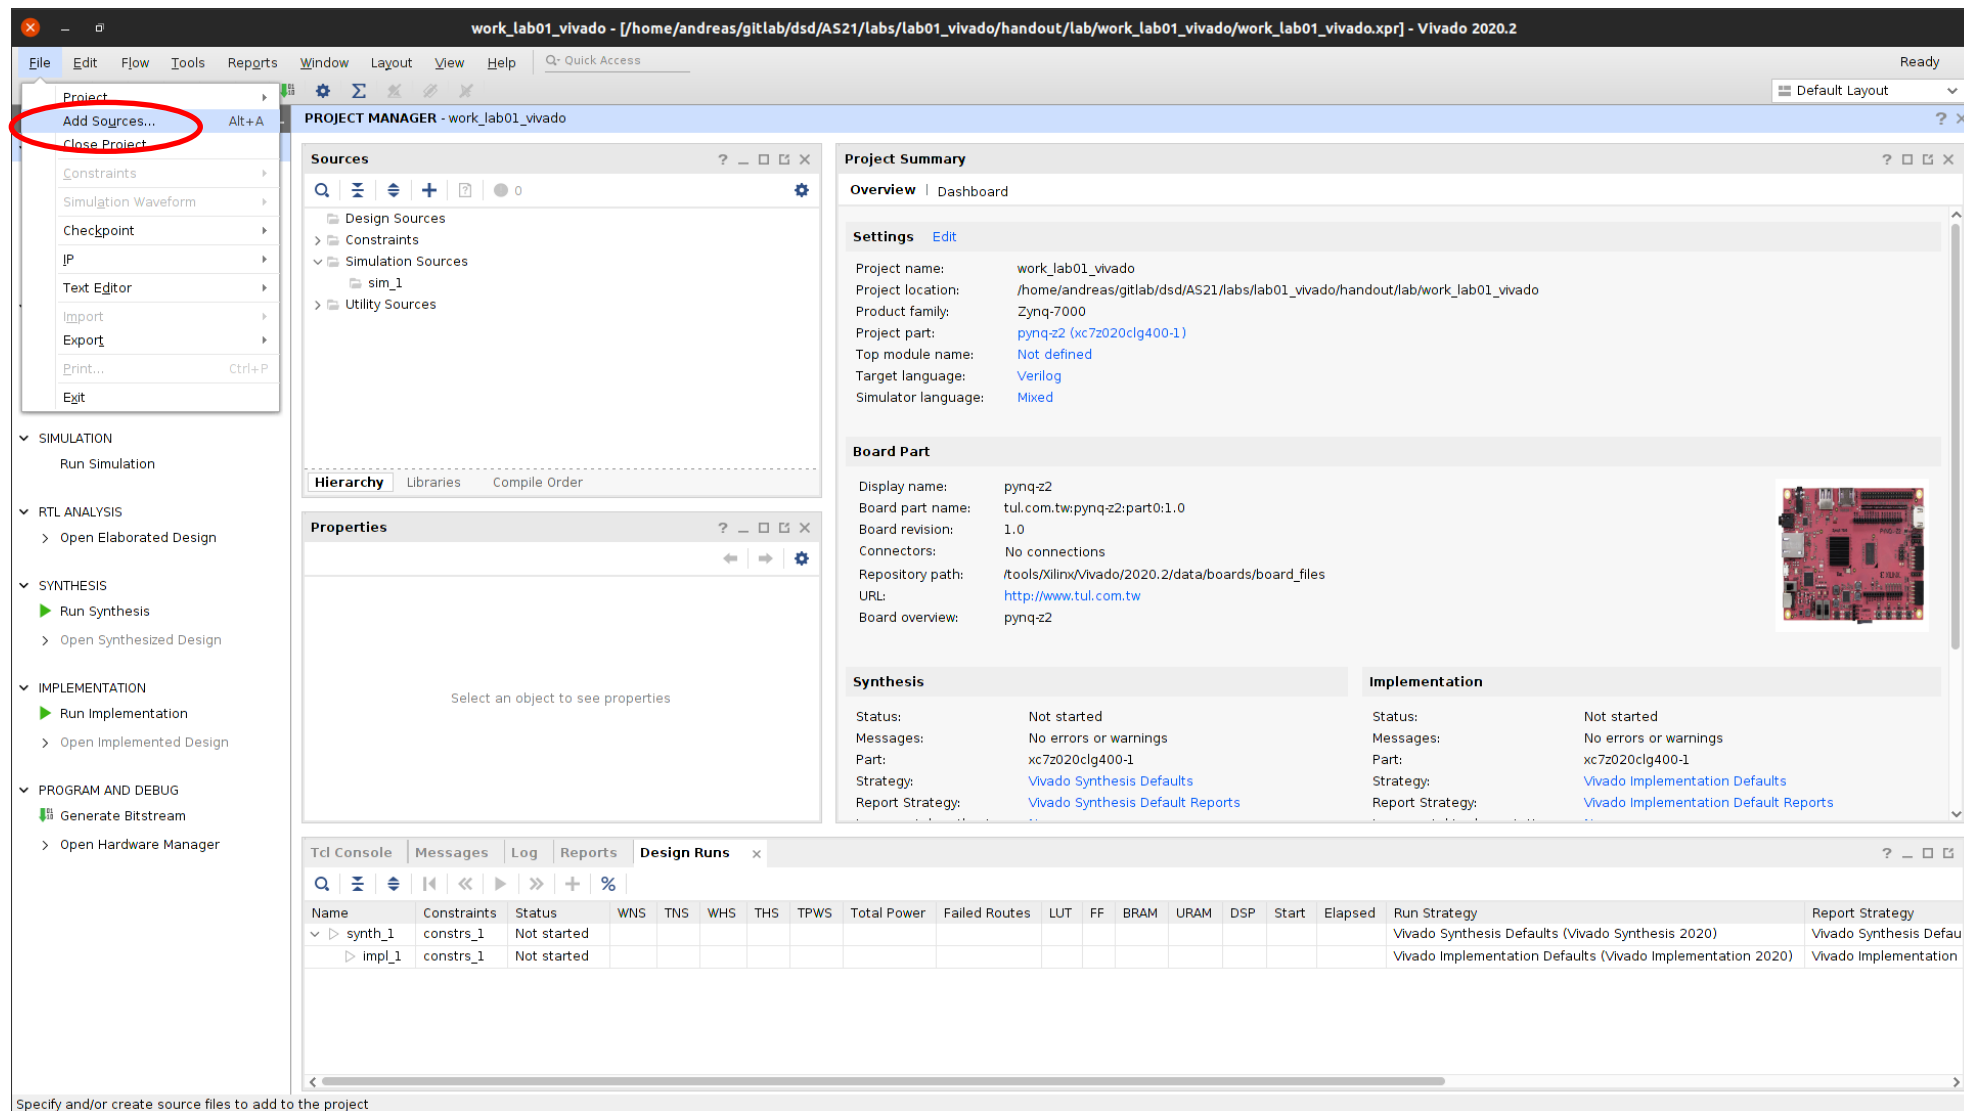 work_lab01_vivado - [/home/andreas/gitlab/dsd/AS21/labs/lab01_vivado/handout/lab/work_lab01_vivado/work_lab01_vivado.xpr] - Vivado 2020.2
File Edit Flow Tools Reports Window Layout View Help Quick Access Ready
Default Layout
Project
Add Sources... Alt+A
Close Project
Constraints
Simulation Waveform
Checkpoint
IP
Text Editor
Import
Export
Print... Ctrl+P
Exit
SIMULATION
Run Simulation
RTL ANALYSIS
Open Elaborated Design
SYNTHESIS
Run Synthesis
Open Synthesized Design
IMPLEMENTATION
Run Implementation
Open Implemented Design
PROGRAM AND DEBUG
Generate Bitstream
Open Hardware Manager
PROJECT MANAGER - work_lab01_vivado
Sources
0
Design Sources
Constraints
Simulation Sources
sim_1
Utility Sources
Hierarchy Libraries Compile Order
Properties
Select an object to see properties
Project Summary
Overview | Dashboard
Settings Edit
Project name: work_lab01_vivado
Project location: /home/andreas/gitlab/dsd/AS21/labs/lab01_vivado/handout/lab/work_lab01_vivado
Product family: Zynq-7000
Project part: pynq-z2 (xc7z020clg400-1)
Top module name: Not defined
Target language: Verilog
Simulator language: Mixed
Board Part
Display name: pynq-z2
Board part name: tul.com.tw:pynq-z2:part0:1.0
Board revision: 1.0
Connectors: No connections
Repository path: /tools/Xilinx/Vivado/2020.2/data/boards/board_files
URL: http://www.tul.com.tw
Board overview: pynq-z2
Synthesis
Status: Not started
Messages: No errors or warnings
Part: xc7z020clg400-1
Strategy: Vivado Synthesis Defaults
Report Strategy: Vivado Synthesis Default Reports
Implementation
Status: Not started
Messages: No errors or warnings
Part: xc7z020clg400-1
Strategy: Vivado Implementation Defaults
Report Strategy: Vivado Implementation Default Reports
Tcl Console Messages Log Reports Design Runs
Name Constraints Status WNS TNS WHS THS TPWS Total Power Failed Routes LUT FF BRAM URAM DSP Start Elapsed Run Strategy Report Strategy
synth_1 constrs_1 Not started Vivado Synthesis Defaults (Vivado Synthesis 2020) Vivado Synthesis Defau
impl_1 constrs_1 Not started Vivado Implementation Defaults (Vivado Implementation 2020) Vivado Implementation
Specify and/or create source files to add to the project